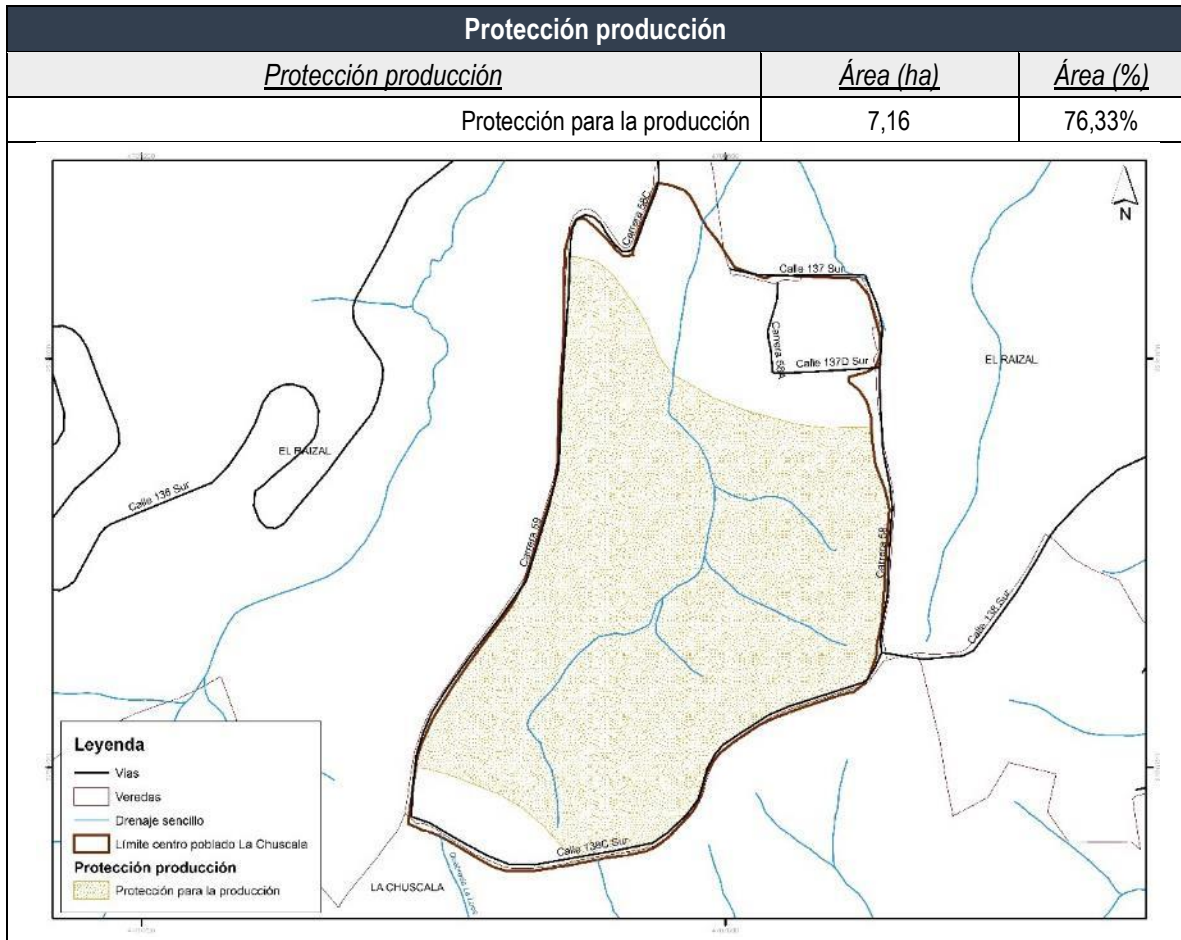 Protección producción
Protección producción Área (ha) Área (%)
Protección para la producción 7,16 76,33%
N
Carrera 58C
Calle 137 Sur
Carrera 58A
Calle 137D Sur
EL RAIZAL
EL RAIZAL
Calle 136 Sur
Carrera 59
Carrera 58
Calle 138 Sur
Calle 138C Sur
LA CHUSCALA
Leyenda
Vías
Veredas
Drenaje sencillo
Límite centro poblado La Chuscala
Protección producción
Protección para la producción